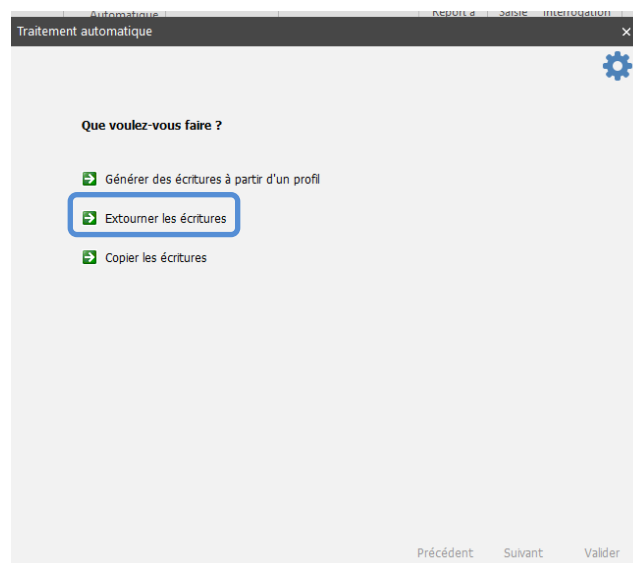 Automatique Report à Saisie Interrogation
Traitement automatique ×
Que voulez-vous faire ?
Générer des écritures à partir d'un profil
Extourner les écritures
Copier les écritures
Précédent Suivant Valider